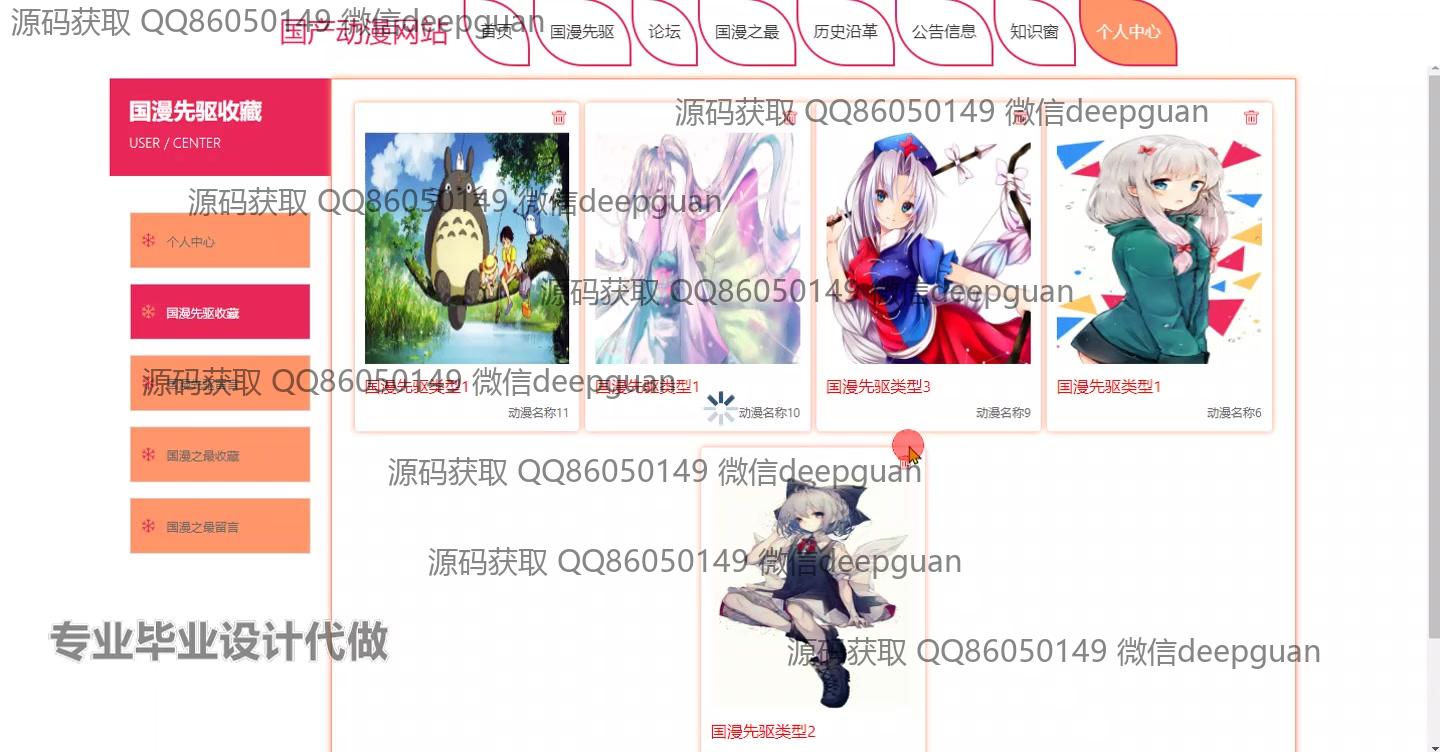 源码获取 QQ86050149 微信deepguan
国产动漫网站
首页
国漫先驱
论坛
国漫之最
历史沿革
公告信息
知识窗
个人中心
国漫先驱收藏
USER / CENTER
源码获取 QQ86050149 微信deepguan
源码获取 QQ86050149 微信deepguan
个人中心
源码获取 QQ86050149 微信deepguan
国漫先驱收藏
源码获取 QQ86050149 微信deepguan
国漫先驱类型1
国漫先驱类型1
国漫先驱类型3
国漫先驱类型1
动漫名称11
动漫名称10
动漫名称9
动漫名称6
国漫之最收藏
源码获取 QQ86050149 微信deepguan
国漫之最留言
源码获取 QQ86050149 微信deepguan
专业毕业设计代做
源码获取 QQ86050149 微信deepguan
国漫先驱类型2